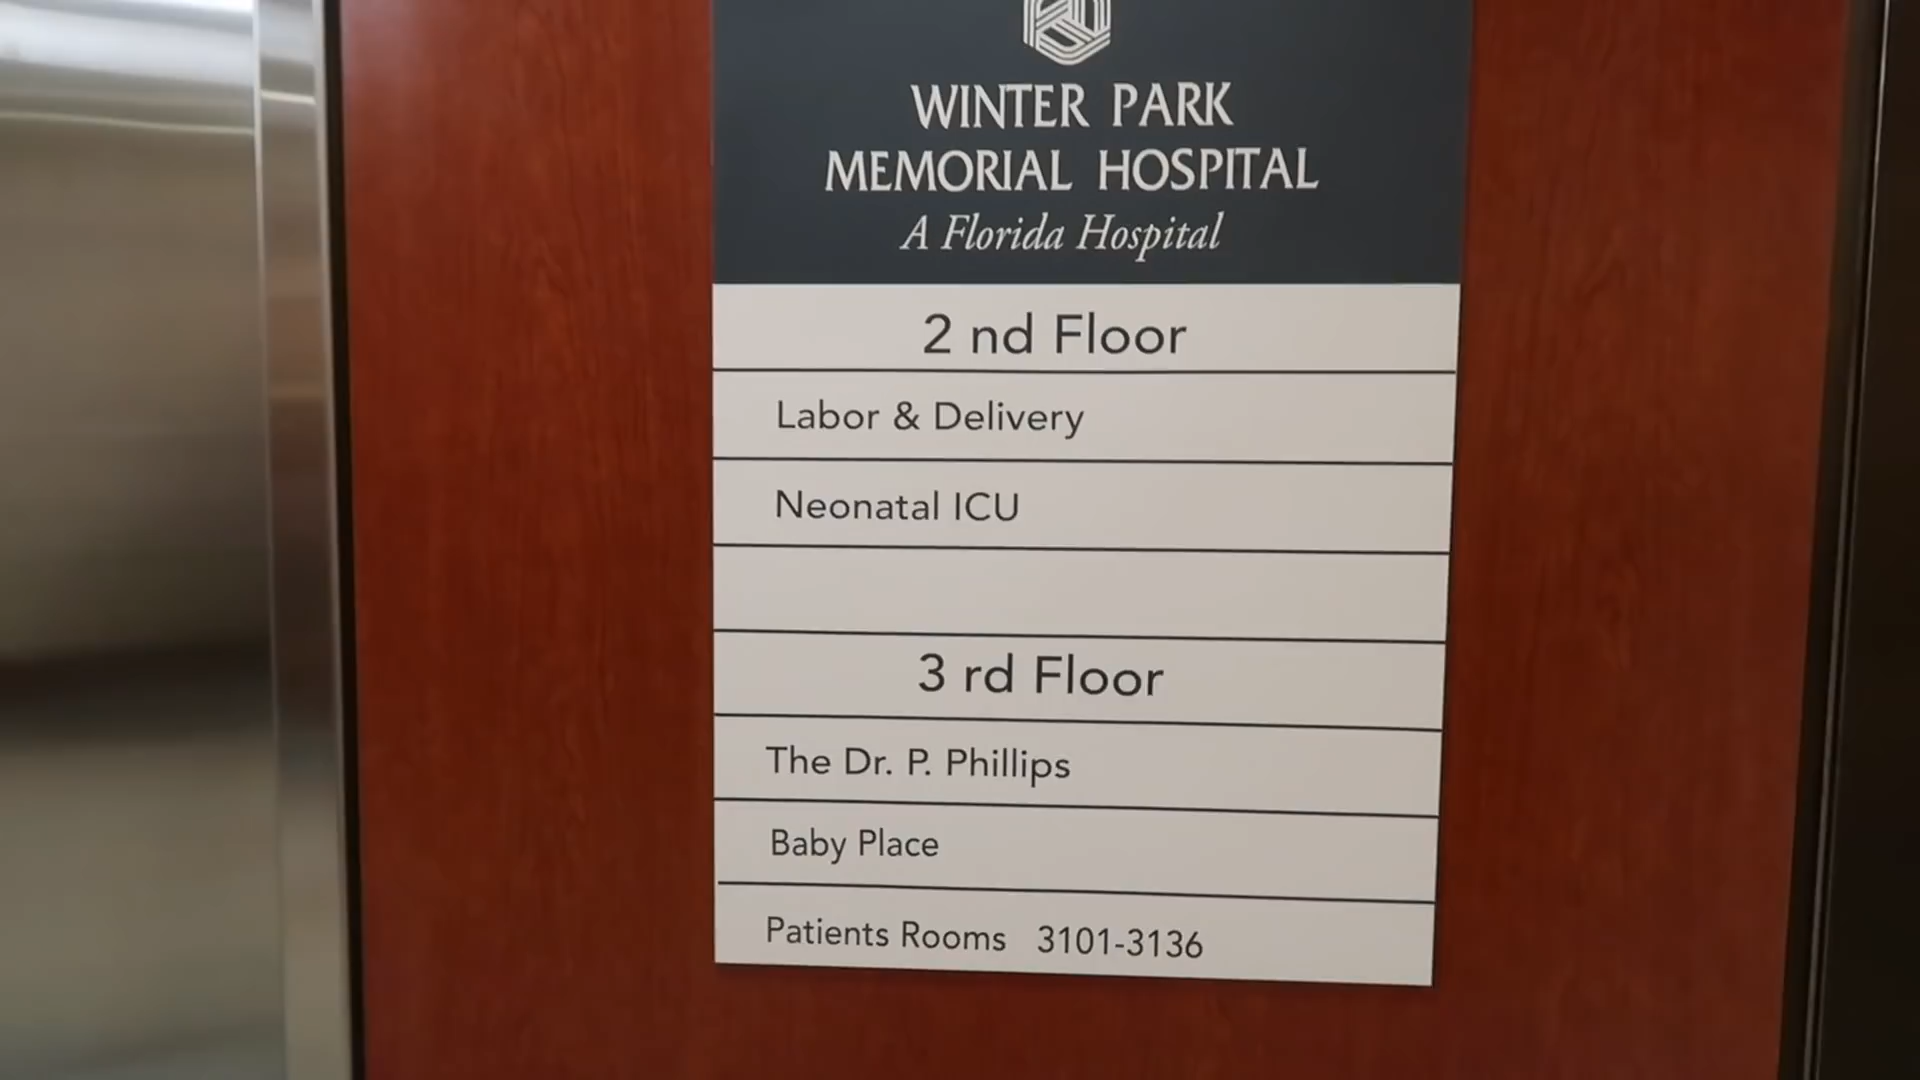 WINTER PARK
MEMORIAL HOSPITAL
A Florida Hospital
2 nd Floor
Labor & Delivery
Neonatal ICU
3 rd Floor
The Dr. P. Phillips
Baby Place
Patients Rooms 3101-3136